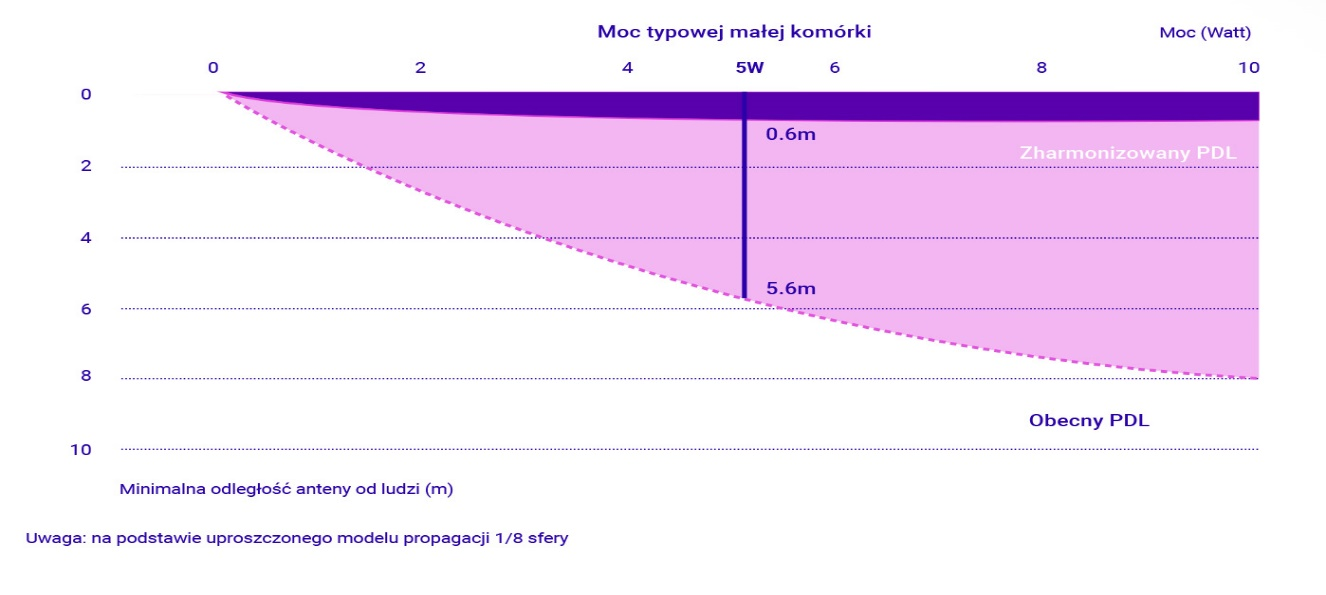 Moc typowej małej komórki
Moc (Watt)
0 2 4 5W 6 8 10
0
0.6m
Zharmonizowany PDL
2
4
5.6m
6
8
Obecny PDL
10
Minimalna odległość anteny od ludzi (m)
Uwaga: na podstawie uproszczonego modelu propagacji 1/8 sfery